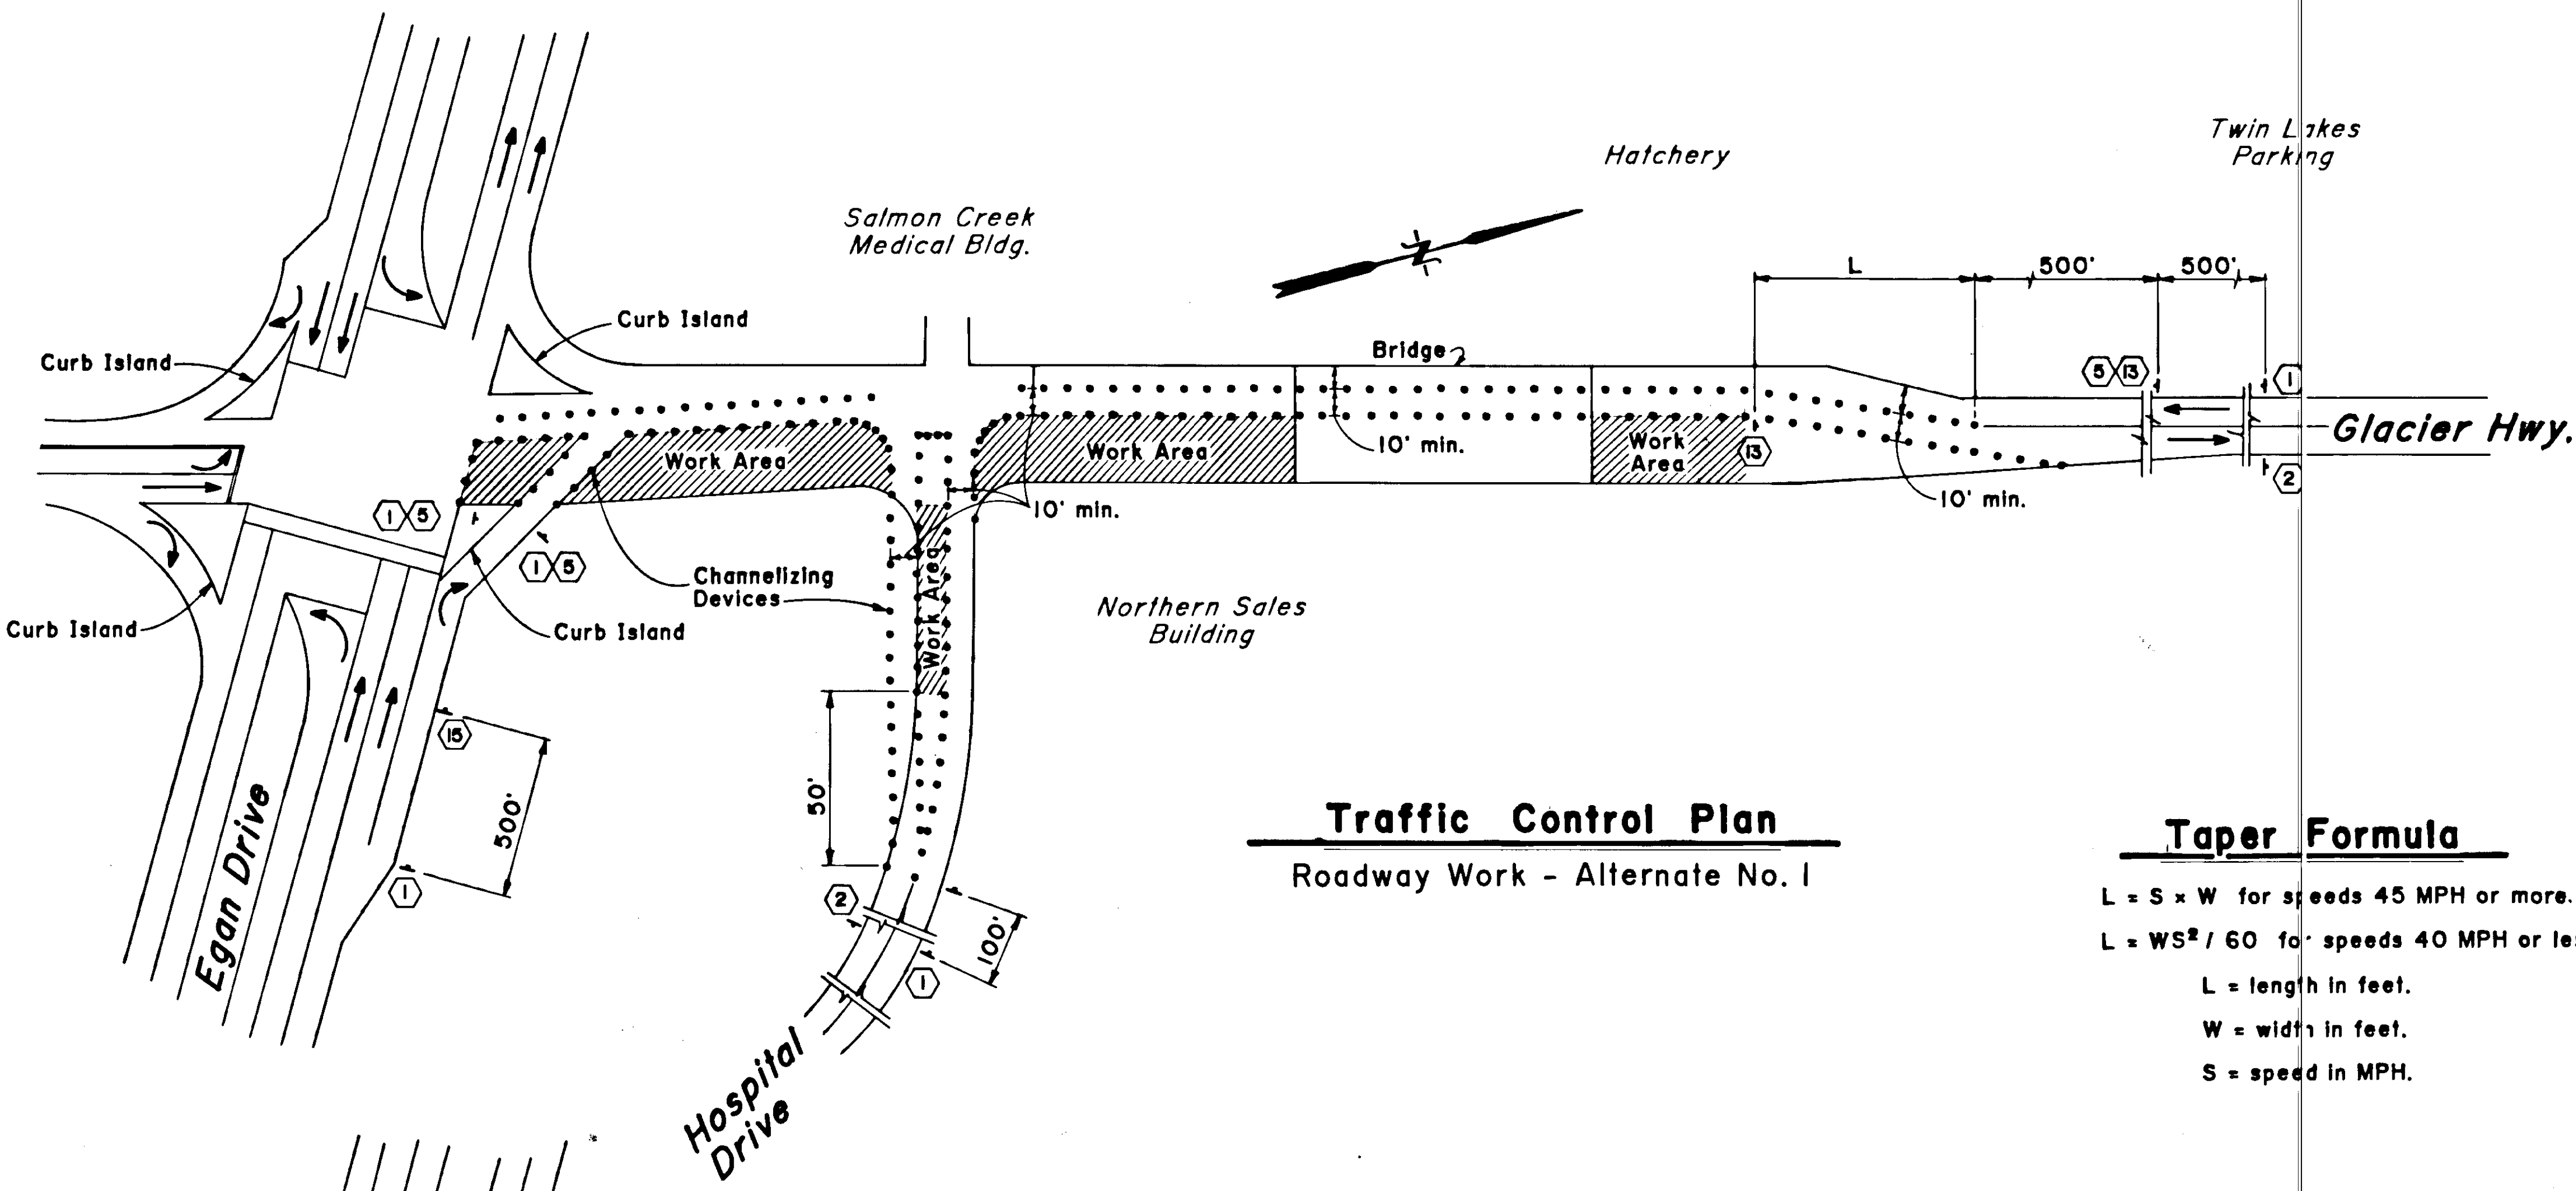 Twin Lakes
Parking
Hatchery
Salmon Creek
Medical Bldg.
N
L
500'
500'
Curb Island
Curb Island
Bridge
5
13
1
Glacier Hwy.
2
Work Area
Work Area
Work
Area
13
10' min.
10' min.
10' min.
1
5
1
5
Work Area
Channelizing
Devices
Curb Island
Curb Island
Northern Sales
Building
15
500'
1
Egan Drive
50'
2
100'
1
Hospital
Drive
Traffic Control Plan
Roadway Work - Alternate No. 1
Taper Formula
L = S x W for speeds 45 MPH or more.
L = WS² / 60 for speeds 40 MPH or
L = length in feet.
W = width in feet.
S = speed in MPH.